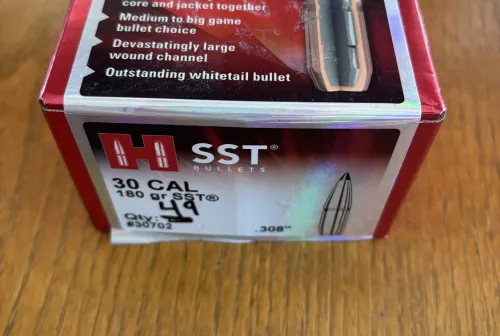 core and jacket together
Medium to big game
bullet choice
Devastatingly large
wound channel
Outstanding whitetail bullet
H SST®
BULLETS
30 CAL
180 gr SST®
Qty: 49
#30702
.308"